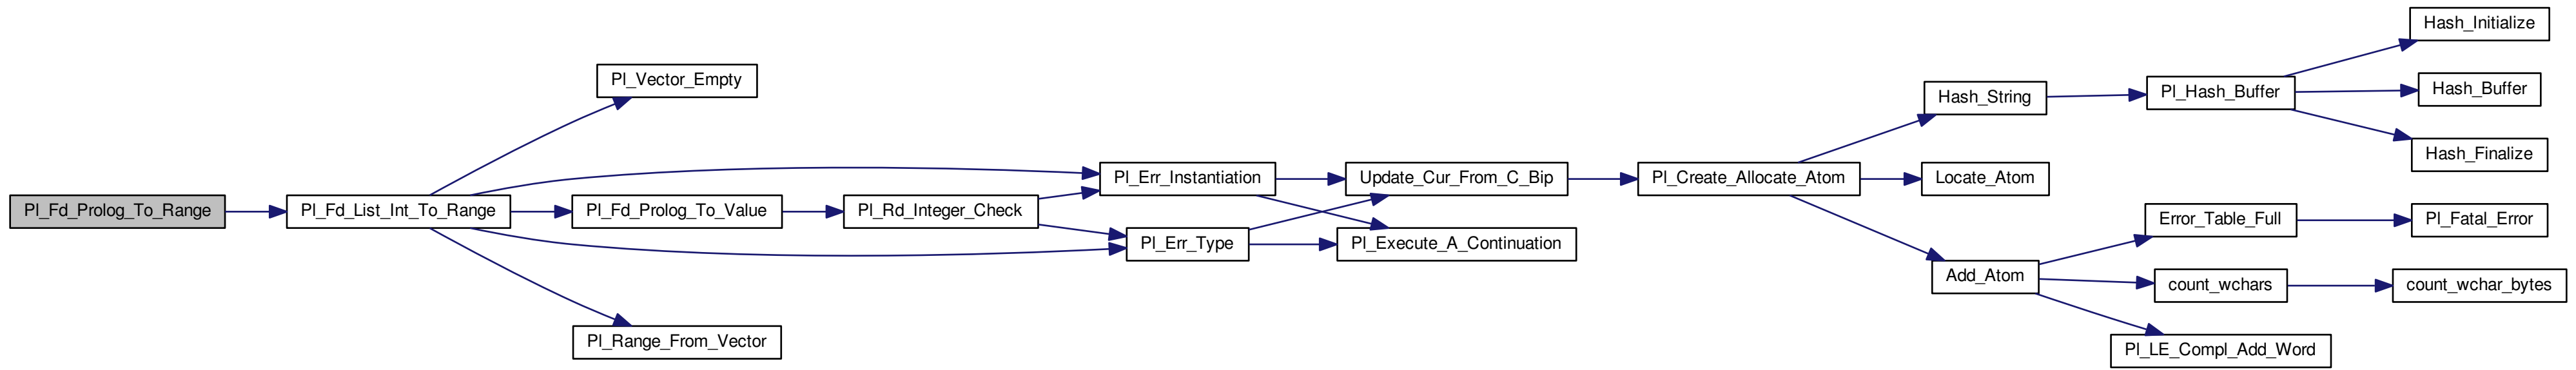 Pl_Fd_Prolog_To_Range
Pl_Fd_List_Int_To_Range
Pl_Vector_Empty
Pl_Fd_Prolog_To_Value
Pl_Range_From_Vector
Pl_Rd_Integer_Check
Pl_Err_Instantiation
Pl_Err_Type
Update_Cur_From_C_Bip
Pl_Execute_A_Continuation
Pl_Create_Allocate_Atom
Hash_String
Locate_Atom
Add_Atom
Pl_Hash_Buffer
Error_Table_Full
count_wchars
Pl_LE_Compl_Add_Word
Hash_Initialize
Hash_Buffer
Hash_Finalize
Pl_Fatal_Error
count_wchar_bytes